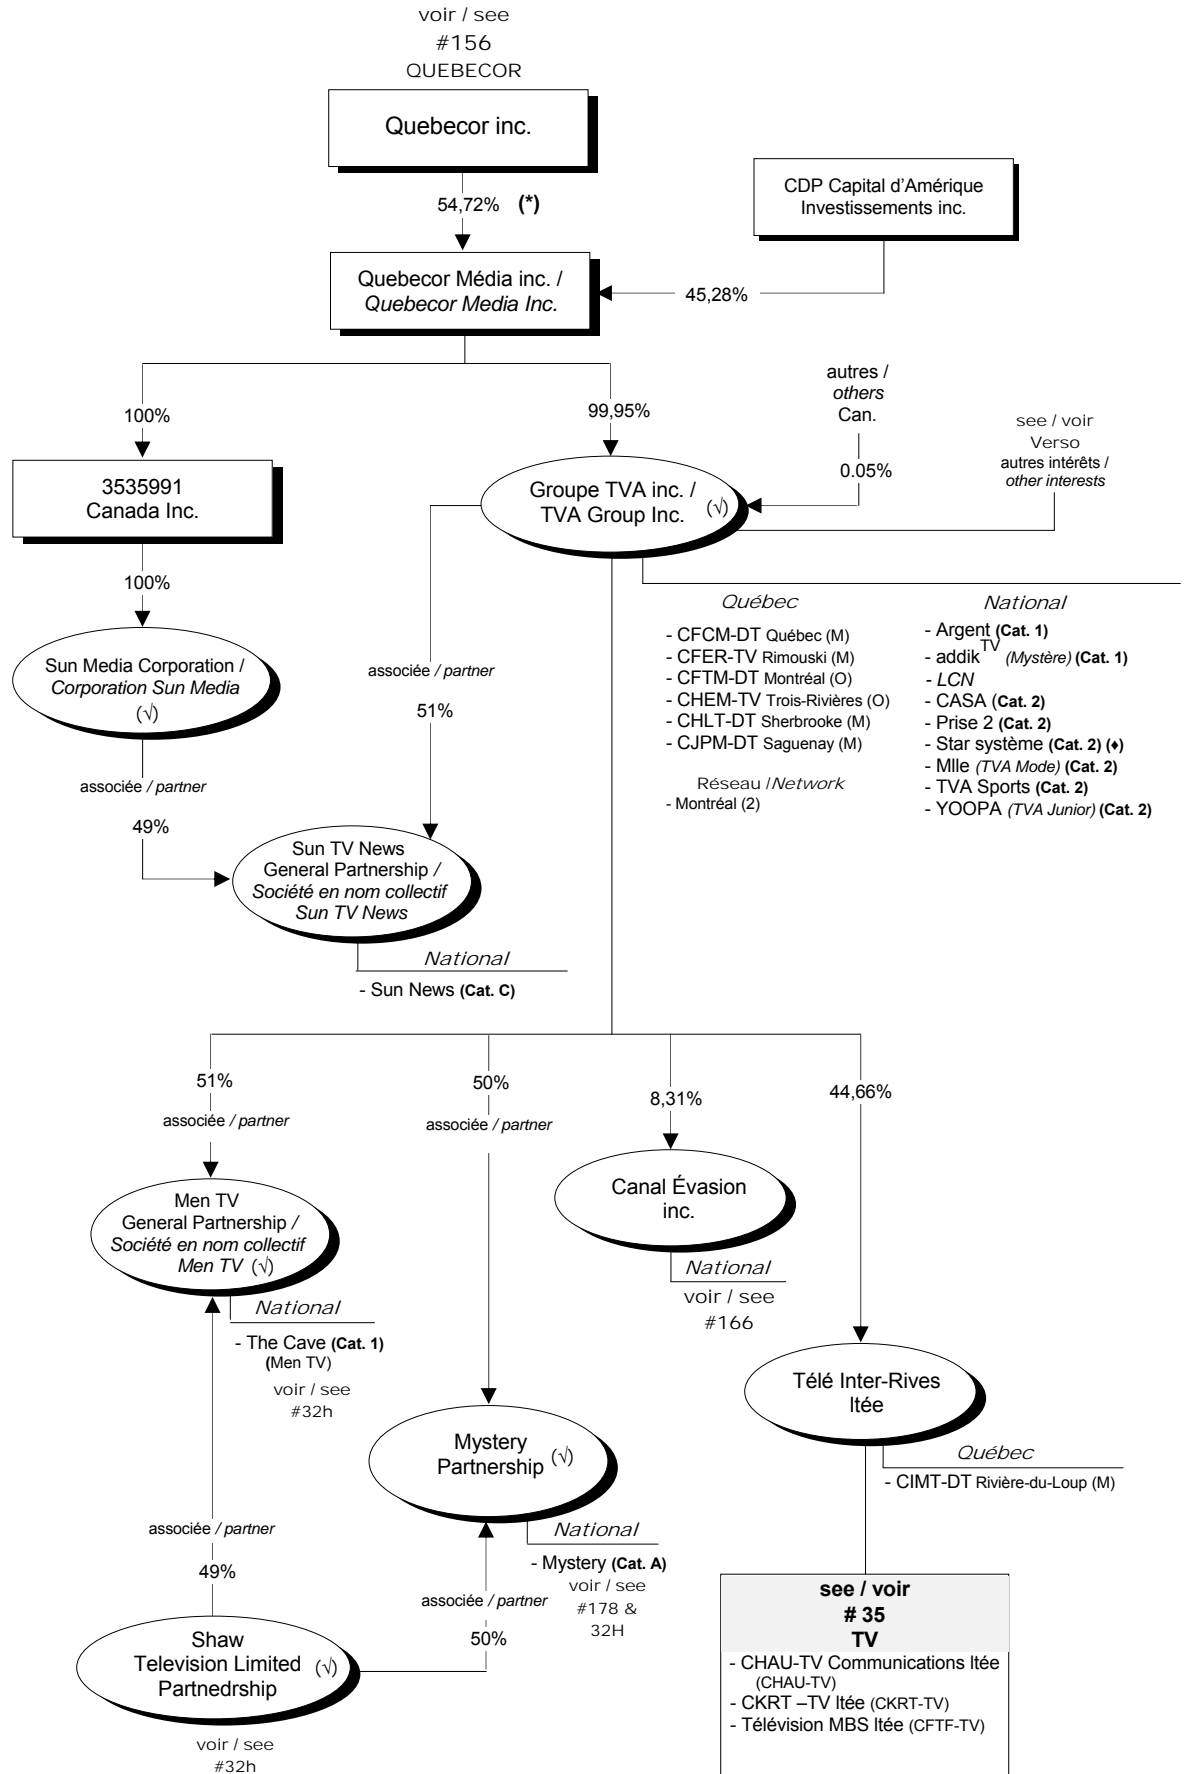 voir / see
#156
QUEBECOR
Quebecor inc.
CDP Capital d'Amérique
Investissements inc.
54,72% (*)
Quebecor Média inc. /
Quebecor Media Inc.
45,28%
autres /
others
Can.
100%
99,95%
see / voir
Verso
autres intérêts /
other interests
0.05%
3535991
Canada Inc.
Groupe TVA inc. /
TVA Group Inc. (√)
100%
Sun Media Corporation /
Corporation Sun Media
(√)
associée / partner
51%
Québec
- CFCM-DT Québec (M)
- CFER-TV Rimouski (M)
- CFTM-DT Montréal (O)
- CHEM-TV Trois-Rivières (O)
- CHLT-DT Sherbrooke (M)
- CJPM-DT Saguenay (M)
Réseau /Network
- Montréal (2)
National
- Argent (Cat. 1)
- addik TV (Mystère) (Cat. 1)
- LCN
- CASA (Cat. 2)
- Prise 2 (Cat. 2)
- Star système (Cat. 2) (♦)
- Mlle (TVA Mode) (Cat. 2)
- TVA Sports (Cat. 2)
- YOOPA (TVA Junior) (Cat. 2)
associée / partner
49%
Sun TV News
General Partnership /
Société en nom collectif
Sun TV News
National
- Sun News (Cat. C)
51%
associée / partner
50%
associée / partner
8,31%
44,66%
Men TV
General Partnership /
Société en nom collectif
Men TV (√)
National
- The Cave (Cat. 1)
(Men TV)
voir / see
#32h
Canal Évasion
inc.
National
voir / see
#166
Télé Inter-Rives
ltée
Québec
- CIMT-DT Rivière-du-Loup (M)
Mystery
Partnership (√)
National
- Mystery (Cat. A)
voir / see
#178 &
32H
associée / partner
49%
associée / partner
50%
Shaw
Television Limited (√)
Partnedrship
voir / see
#32h
see / voir
# 35
TV
- CHAU-TV Communications ltée
(CHAU-TV)
- CKRT –TV ltée (CKRT-TV)
- Télévision MBS ltée (CFTF-TV)